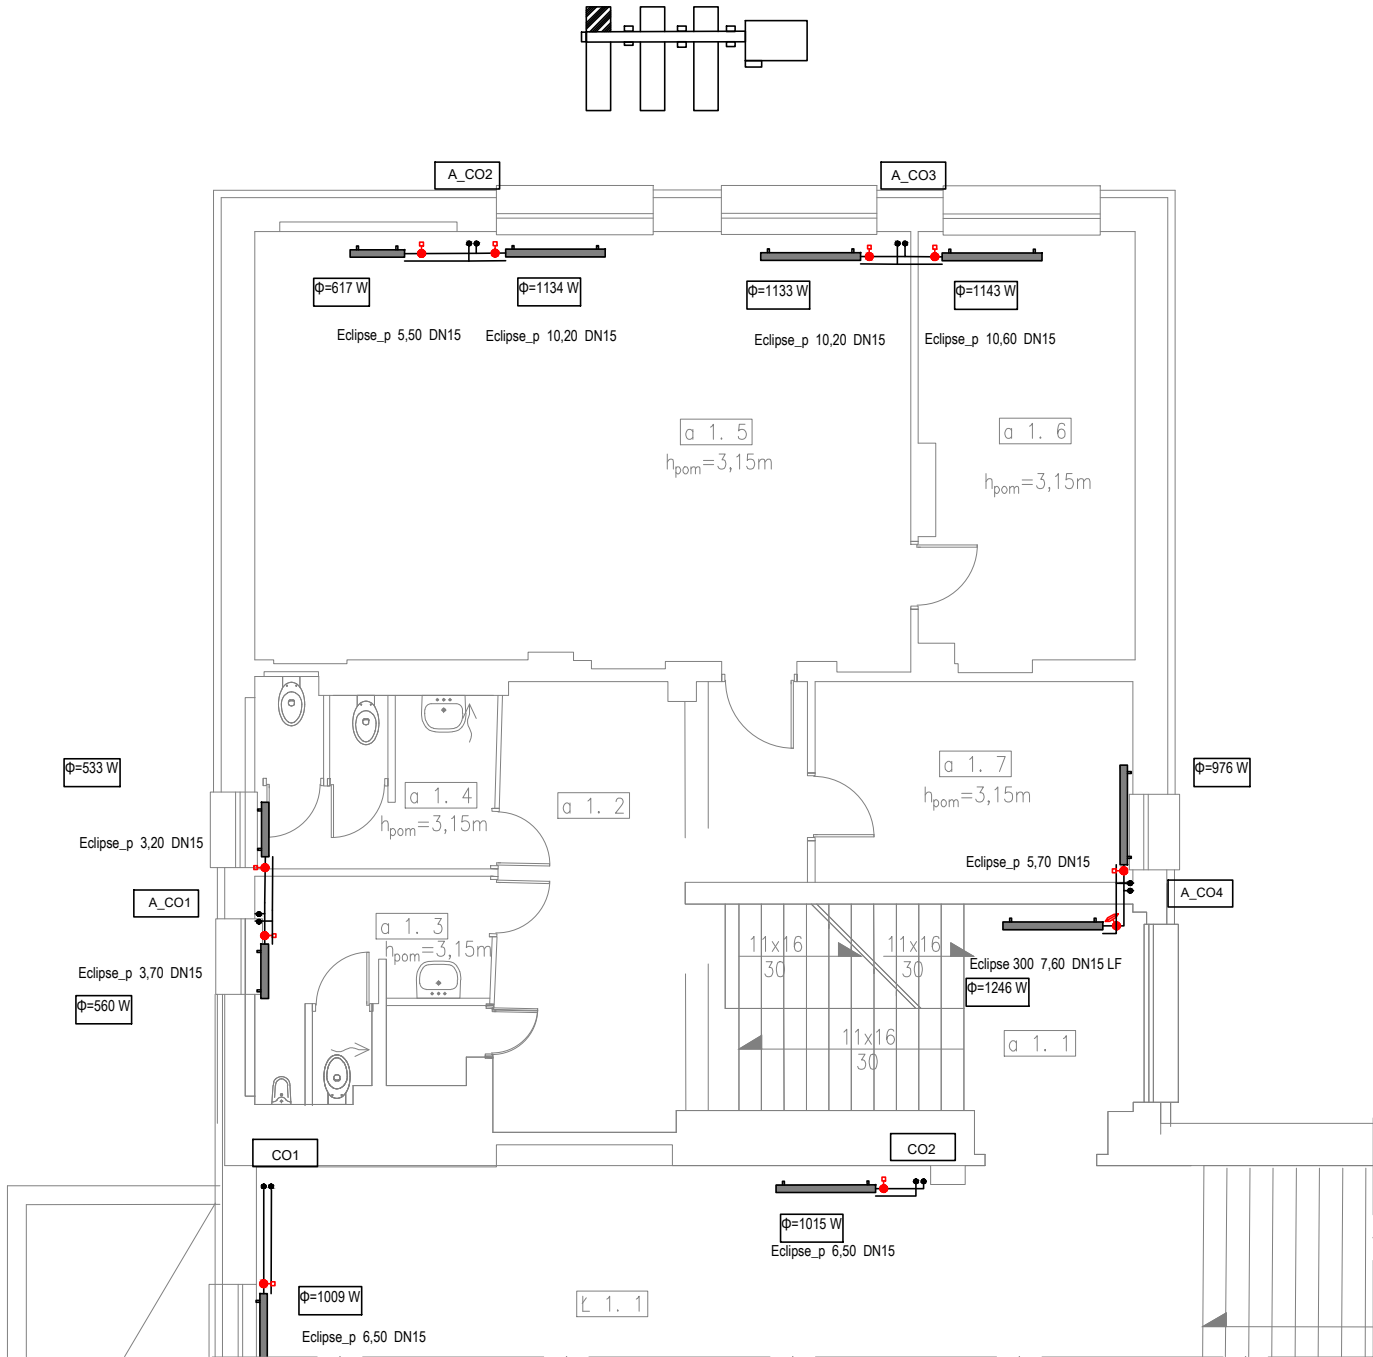 A_CO2
A_CO3
Φ=617 W
Φ=1134 W
Φ=1133 W
Φ=1143 W
Eclipse_p 5,50 DN15
Eclipse_p 10,20 DN15
Eclipse_p 10,20 DN15
Eclipse_p 10,60 DN15
a 1. 5
hpom=3,15m
a 1. 6
hpom=3,15m
Φ=533 W
a 1. 4
hpom=3,15m
a 1. 2
a 1. 7
hpom=3,15m
Φ=976 W
Eclipse_p 3,20 DN15
Eclipse_p 5,70 DN15
A_CO1
A_CO4
a 1. 3
hpom=3,15m
11x16
30
11x16
30
Eclipse_p 3,70 DN15
Eclipse 300 7,60 DN15 LF
Φ=560 W
Φ=1246 W
11x16
30
a 1. 1
CO1
CO2
Φ=1015 W
Eclipse_p 6,50 DN15
Φ=1009 W
Ł 1. 1
Eclipse_p 6,50 DN15